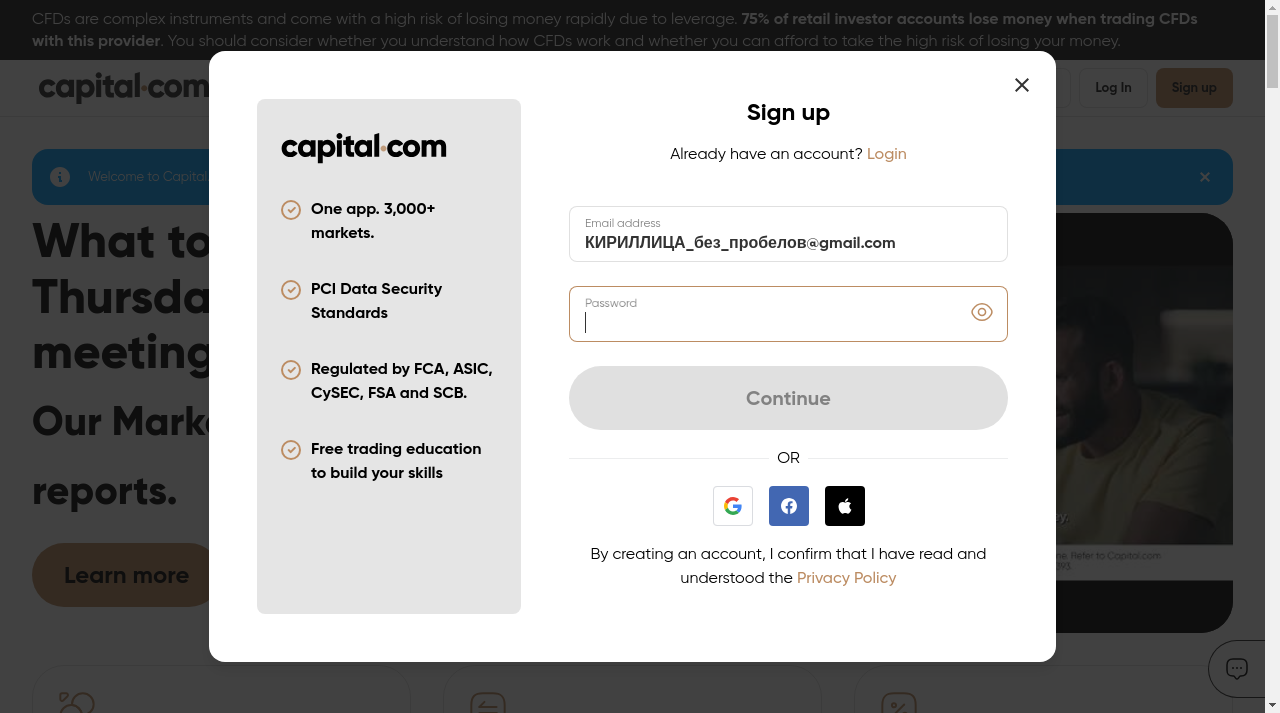 CFDs are complex instruments and come with a high risk of losing money rapidly due to leverage. 75% of retail investor accounts lose money when trading CFDs
with this provider. You should consider whether you understand how CFDs work and whether you can afford to take the high risk of losing your money.
capital.com
Log In
Sign up
Welcome to Capital
What to
Thursda
meeting
Our Marke
reports.
Learn more
capital.com
One app. 3,000+
markets.
PCI Data Security
Standards
Regulated by FCA, ASIC,
CySEC, FSA and SCB.
Free trading education
to build your skills
Sign up
Already have an account? Login
Email address
КИРИЛЛИЦА_без_пробелов@gmail.com
Password
Continue
OR
By creating an account, I confirm that I have read and
understood the Privacy Policy
Refer to Capital.com